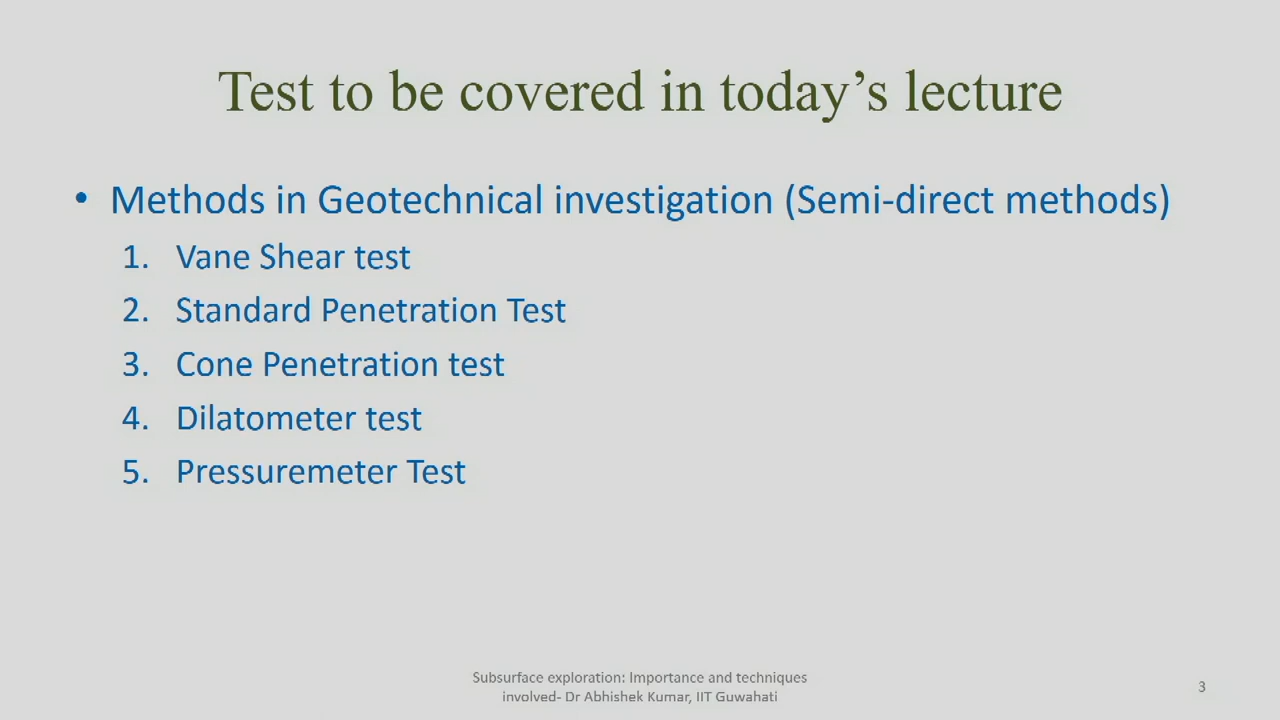 Test to be covered in today’s lecture
• Methods in Geotechnical investigation (Semi-direct methods)
1. Vane Shear test
2. Standard Penetration Test
3. Cone Penetration test
4. Dilatometer test
5. Pressuremeter Test
Subsurface exploration: Importance and techniques
involved- Dr Abhishek Kumar, IIT Guwahati
3